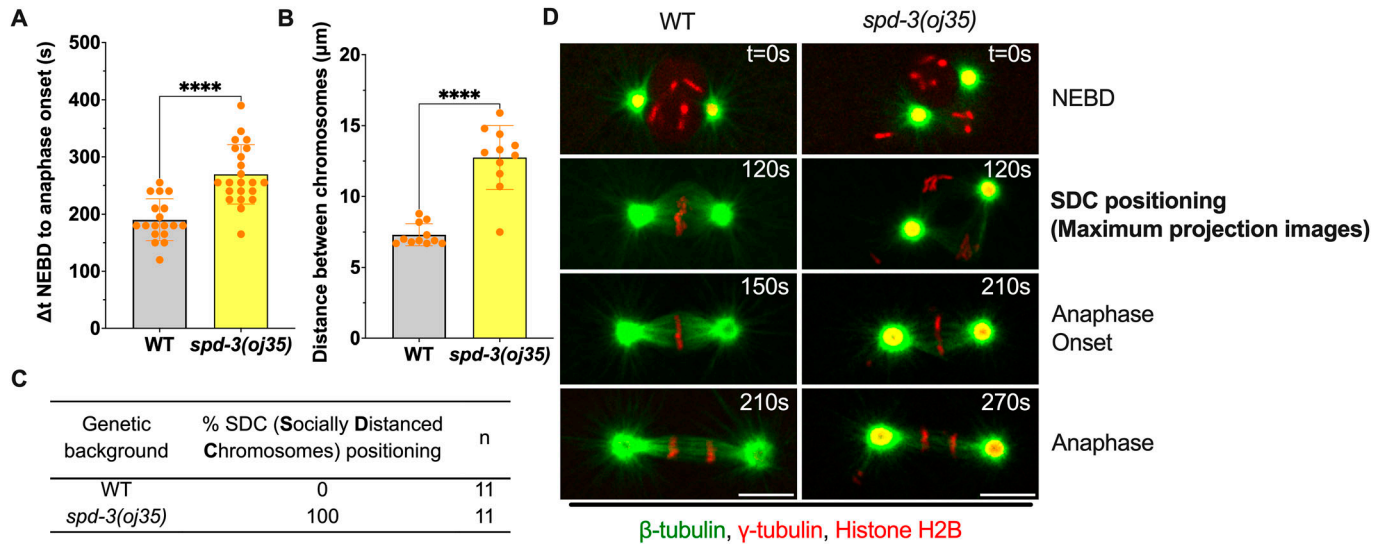 A
Δt NEBD to anaphase onset (s)
500
400
300
200
100
0
****
WT
spd-3(oj35)
B
Distance between chromosomes (μm)
20
15
10
5
0
****
WT
spd-3(oj35)
C
Genetic background
% SDC (Socially Distanced Chromosomes) positioning
n
WT 0 11
spd-3(oj35) 100 11
D
WT spd-3(oj35)
t=0s t=0s
NEBD
120s 120s
SDC positioning
(Maximum projection images)
150s 210s
Anaphase
Onset
210s 270s
Anaphase
β-tubulin, γ-tubulin, Histone H2B